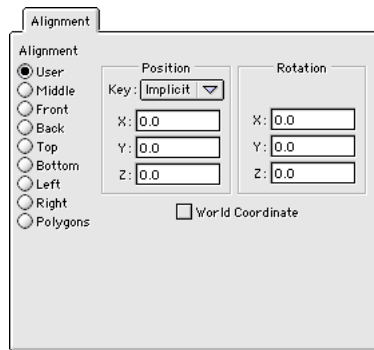 Alignment
Alignment
User
Middle
Front
Back
Top
Bottom
Left
Right
Polygons
Position
Key: Implicit
X: 0.0
Y: 0.0
Z: 0.0
Rotation
X: 0.0
Y: 0.0
Z: 0.0
World Coordinate